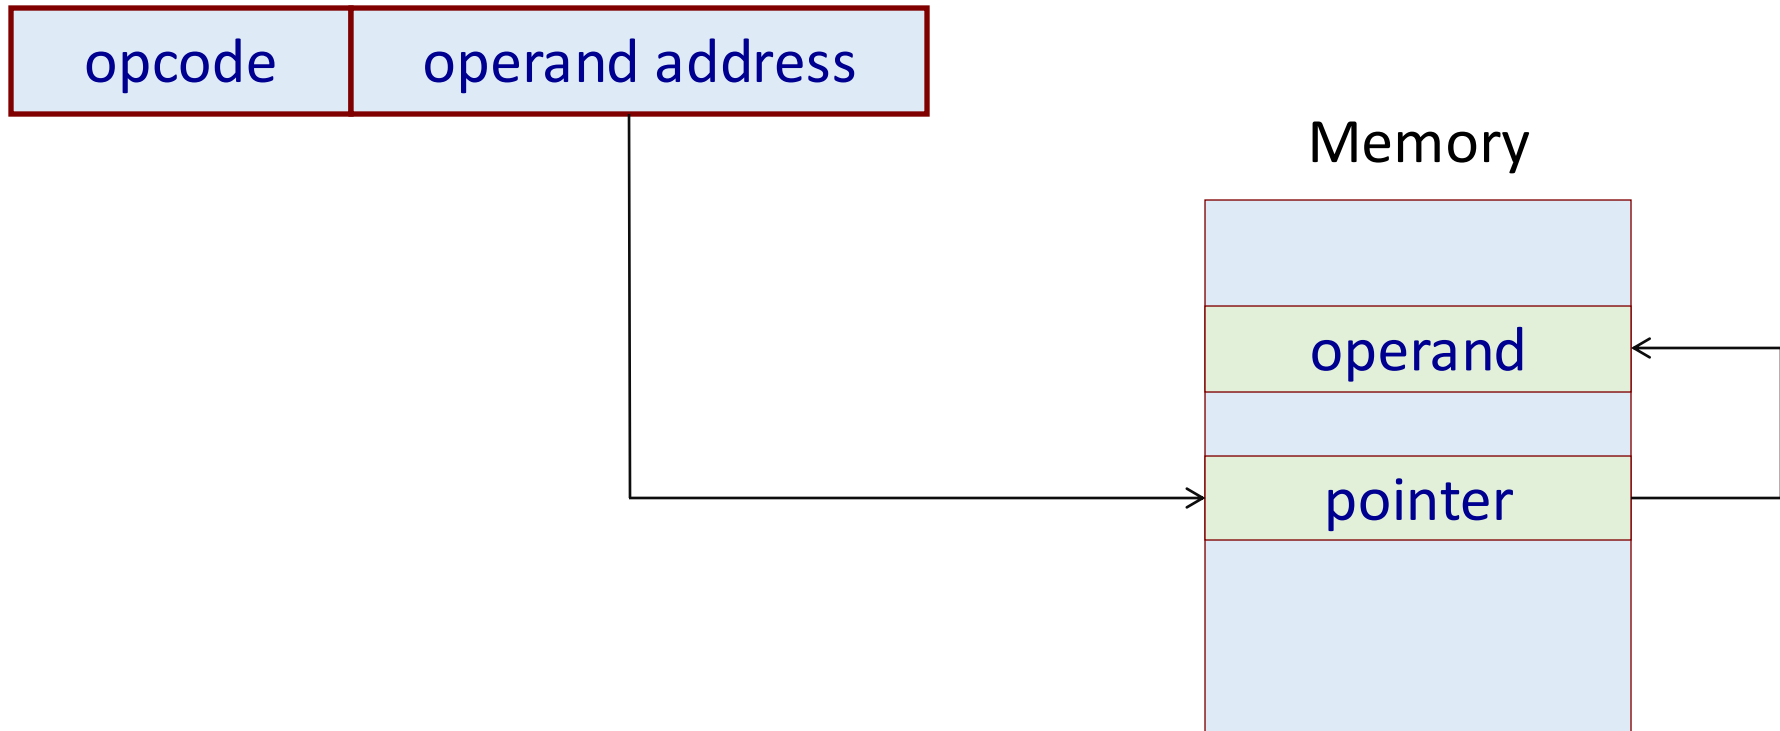 opcode
operand address
Memory
operand
pointer